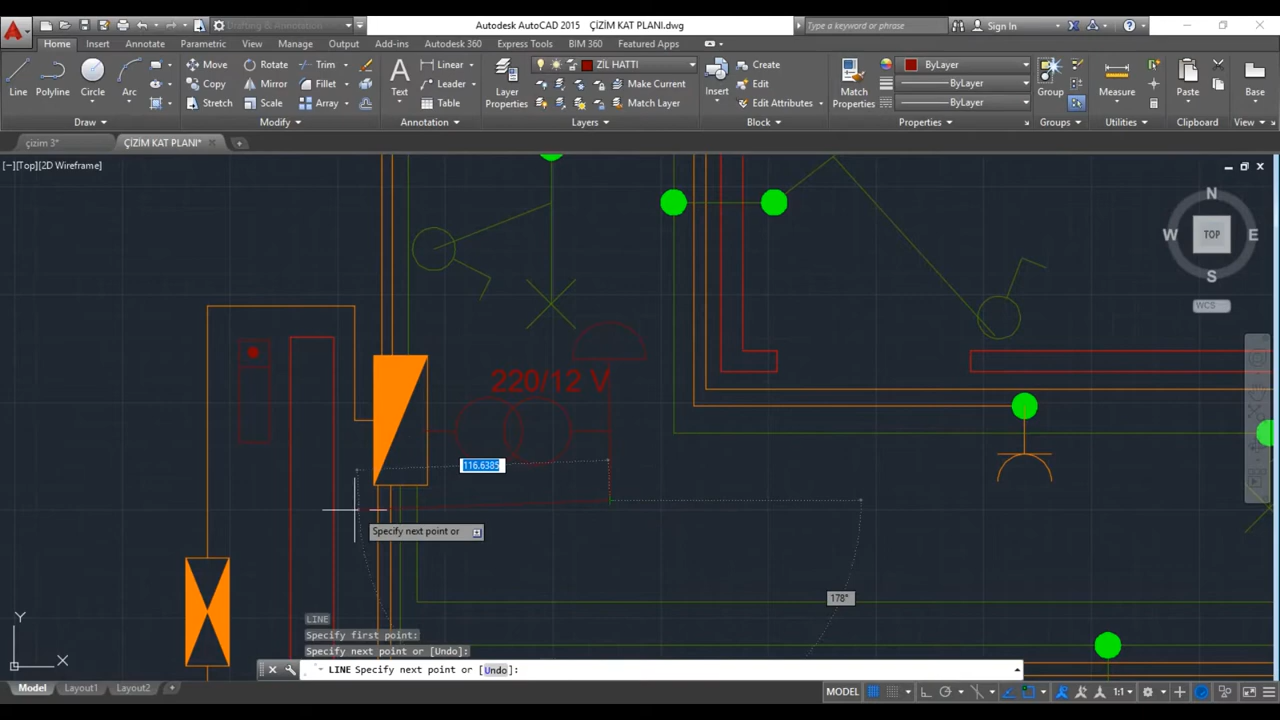 Drafting & Annotation
Autodesk AutoCAD 2015 ÇİZİM KAT PLANI.dwg
Type a keyword or phrase
Sign In
Home Insert Annotate Parametric View Manage Output Add-ins Autodesk 360 Express Tools BIM 360 Featured Apps
Line Polyline Circle Arc
Move Rotate Trim
Copy Mirror Fillet
Stretch Scale Array
Text Linear
Leader
Table
Layer Properties
ZİL HATTI
Make Current
Match Layer
Insert Create
Edit
Edit Attributes
Match Properties
ByLayer
ByLayer
ByLayer
Group Measure Paste Base
Draw Modify Annotation Layers Block Properties Groups Utilities Clipboard View
çizim 3* ÇİZİM KAT PLANI*
[−][Top][2D Wireframe]
N
W TOP E
S
WCS
220/12 V
116.6385
Specify next point or
178°
LINE
Specify first point:
Specify next point or [Undo]:
LINE Specify next point or [Undo]:
Y
X
Model Layout1 Layout2 +
MODEL 1:1